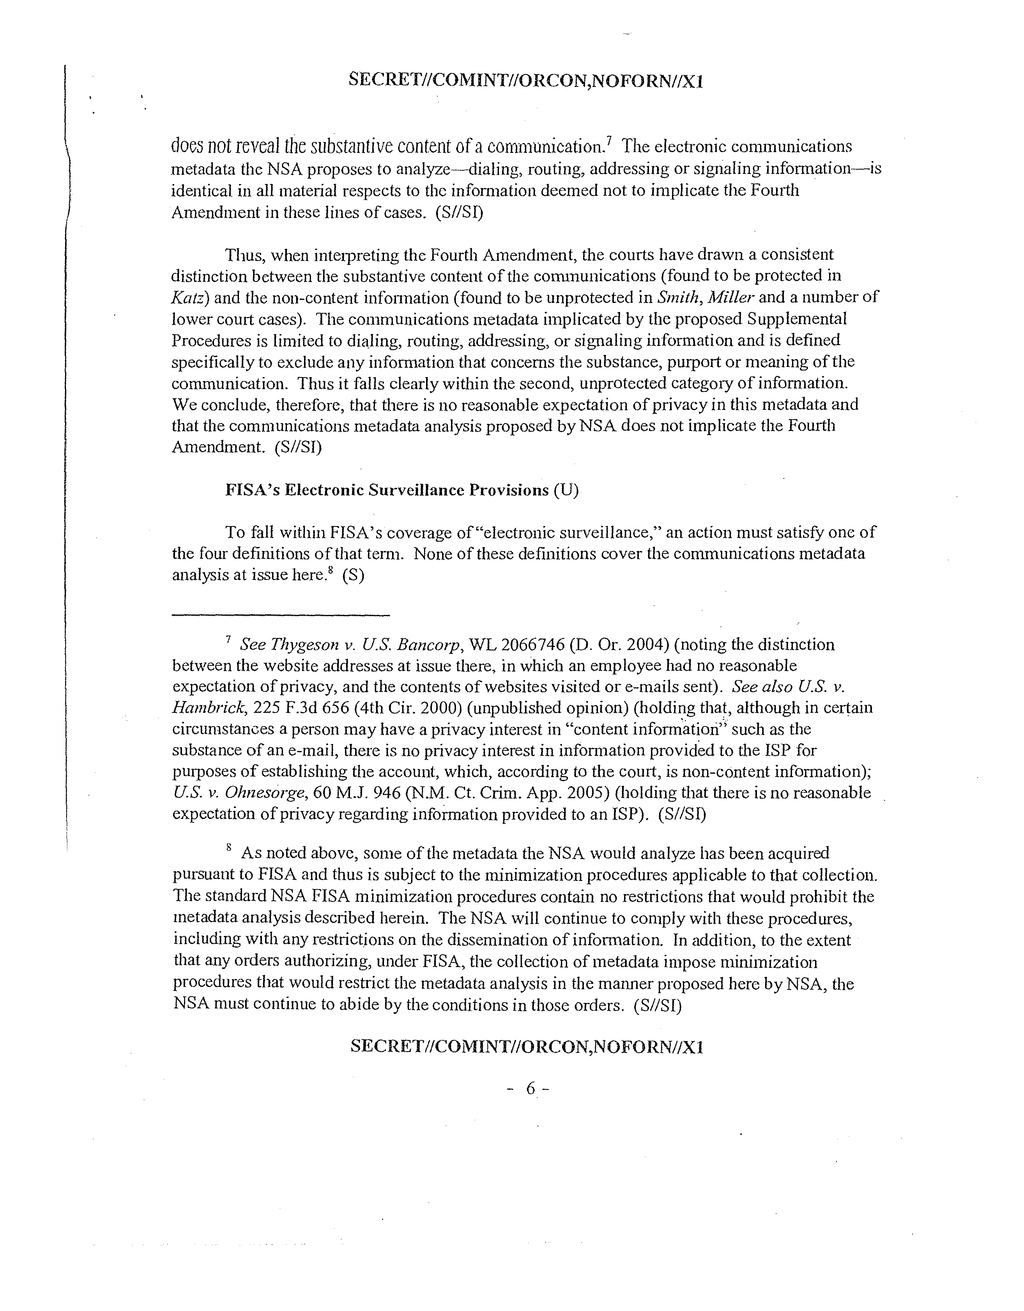 SECRET//COMINT//ORCON,NOFORN//X1
does not reveal the substantive content of a communication.7 The electronic communications
metadata the NSA proposes to analyze—dialing, routing, addressing or signaling information—is
identical in all material respects to the information deemed not to implicate the Fourth
Amendment in these lines of cases. (S//SI)
Thus, when interpreting the Fourth Amendment, the courts have drawn a consistent
distinction between the substantive content of the communications (found to be protected in
Katz) and the non-content information (found to be unprotected in Smith, Miller and a number of
lower court cases). The communications metadata implicated by the proposed Supplemental
Procedures is limited to dialing, routing, addressing, or signaling information and is defined
specifically to exclude any information that concerns the substance, purport or meaning of the
communication. Thus it falls clearly within the second, unprotected category of information.
We conclude, therefore, that there is no reasonable expectation of privacy in this metadata and
that the communications metadata analysis proposed by NSA does not implicate the Fourth
Amendment. (S//SI)
FISA's Electronic Surveillance Provisions (U)
To fall within FISA's coverage of "electronic surveillance," an action must satisfy one of
the four definitions of that term. None of these definitions cover the communications metadata
analysis at issue here.8 (S)
7 See Thygeson v. U.S. Bancorp, WL 2066746 (D. Or. 2004) (noting the distinction
between the website addresses at issue there, in which an employee had no reasonable
expectation of privacy, and the contents of websites visited or e-mails sent). See also U.S. v.
Hambrick, 225 F.3d 656 (4th Cir. 2000) (unpublished opinion) (holding that, although in certain
circumstances a person may have a privacy interest in "content information" such as the
substance of an e-mail, there is no privacy interest in information provided to the ISP for
purposes of establishing the account, which, according to the court, is non-content information);
U.S. v. Ohnesorge, 60 M.J. 946 (N.M. Ct. Crim. App. 2005) (holding that there is no reasonable
expectation of privacy regarding information provided to an ISP). (S//SI)
8 As noted above, some of the metadata the NSA would analyze has been acquired
pursuant to FISA and thus is subject to the minimization procedures applicable to that collection.
The standard NSA FISA minimization procedures contain no restrictions that would prohibit the
metadata analysis described herein. The NSA will continue to comply with these procedures,
including with any restrictions on the dissemination of information. In addition, to the extent
that any orders authorizing, under FISA, the collection of metadata impose minimization
procedures that would restrict the metadata analysis in the manner proposed here by NSA, the
NSA must continue to abide by the conditions in those orders. (S//SI)
SECRET//COMINT//ORCON,NOFORN//X1
- 6 -